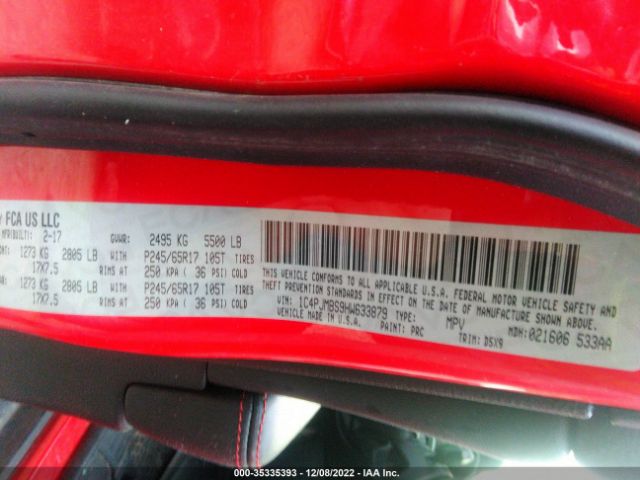 FCA US LLC
MFR(BUILT): 2-17 GVWR: 2495 KG 5500 LB
1273 KG 2805 LB WITH P245/65R17 105T TIRES
17X7.5 RIMS AT 250 KPA ( 36 PSI) COLD
1273 KG 2805 LB WITH P245/65R17 105T TIRES
17X7.5 RIMS AT 250 KPA ( 36 PSI) COLD
THIS VEHICLE CONFORMS TO ALL APPLICABLE U.S.A. FEDERAL MOTOR VEHICLE SAFETY AND
THEFT PREVENTION STANDARDS IN EFFECT ON THE DATE OF MANUFACTURE SHOWN ABOVE.
VIN: 1C4PJMBS9HW633879 TYPE: MPV MDH: 021606 533AA
VEHICLE MADE IN U.S.A. PAINT: PRC TRIM: D5X9
000-35335393 - 12/08/2022 - IAA Inc.